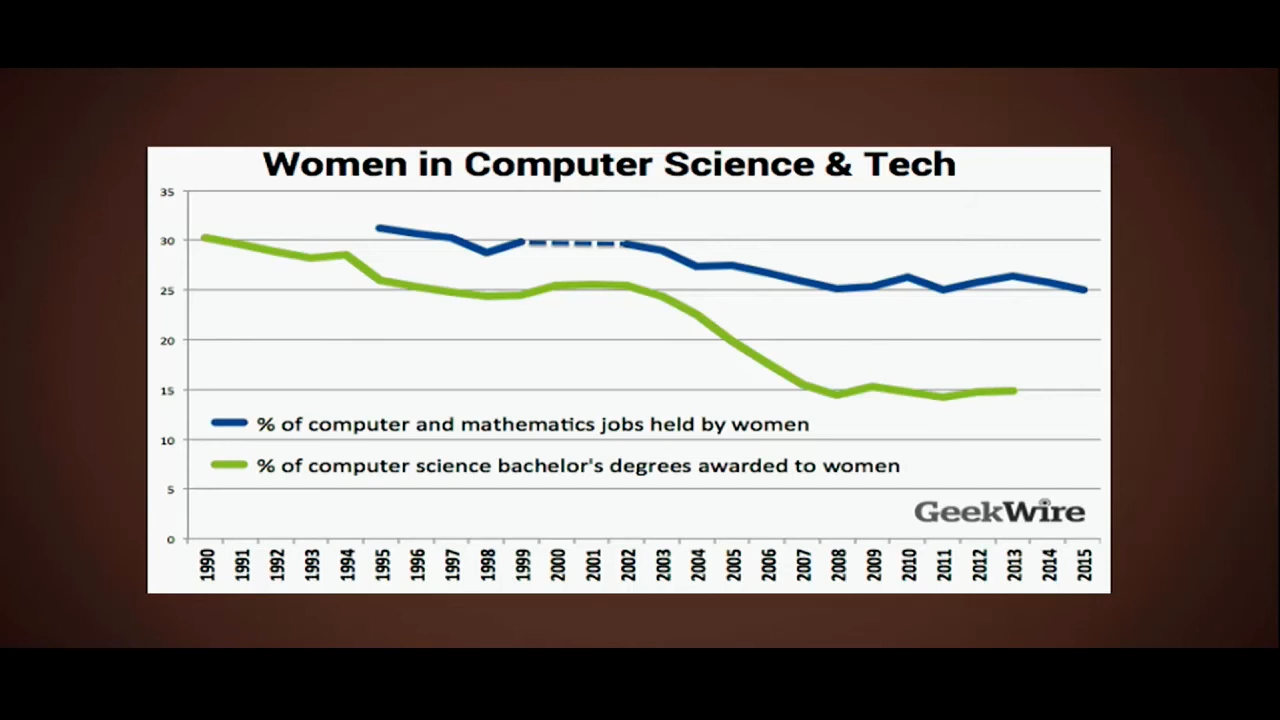 Women in Computer Science & Tech
35
30
25
20
15
10
5
0
% of computer and mathematics jobs held by women
% of computer science bachelor's degrees awarded to women
GeekWire
1990 1991 1992 1993 1994 1995 1996 1997 1998 1999 2000 2001 2002 2003 2004 2005 2006 2007 2008 2009 2010 2011 2012 2013 2014 2015